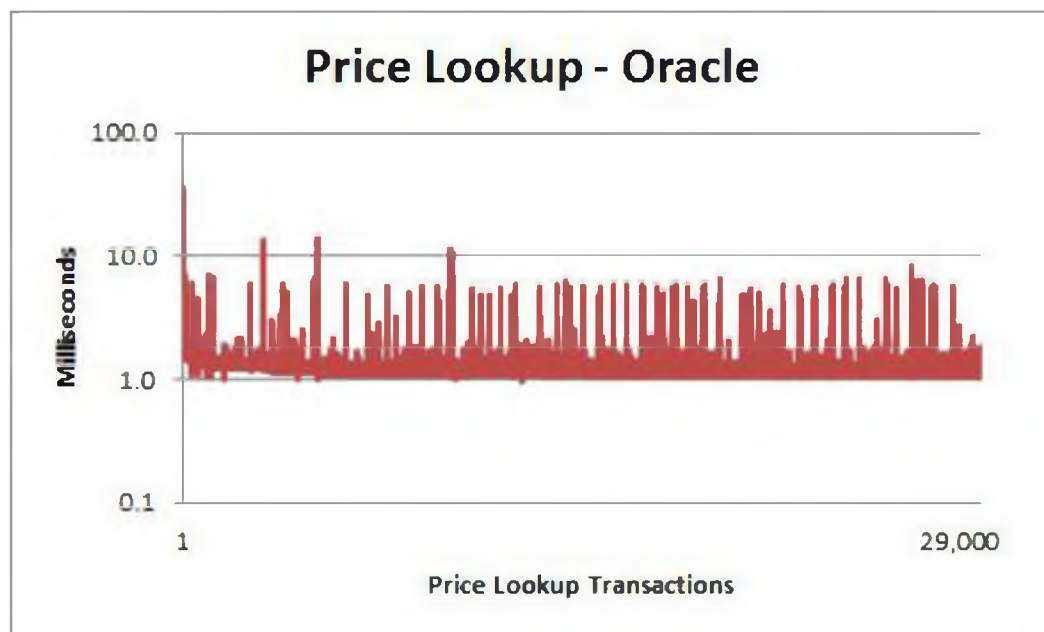 Price Lookup - Oracle
100.0
10.0
1.0
0.1
Milliseconds
1 29,000
Price Lookup Transactions